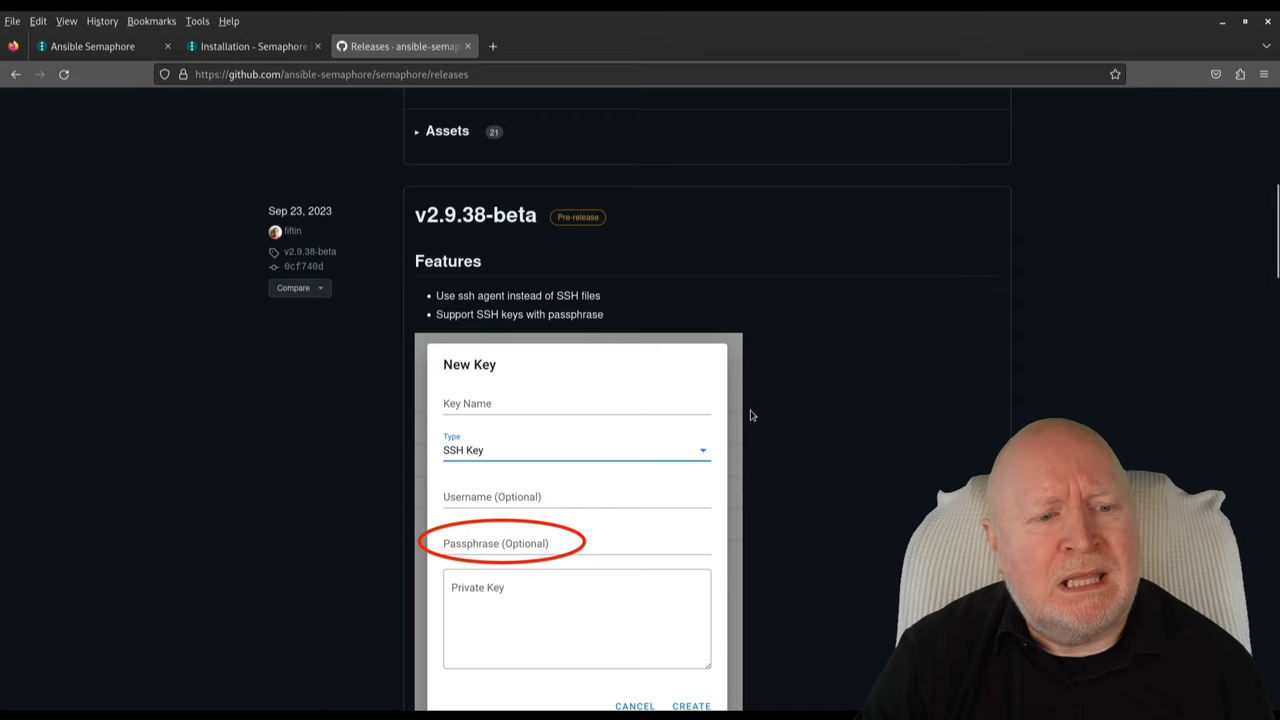 File Edit View History Bookmarks Tools Help
Ansible Semaphore
Installation - Semaphore
Releases · ansible-semap
https://github.com/ansible-semaphore/semaphore/releases
Assets 21
Sep 23, 2023
fiftin
v2.9.38-beta
0cf740d
Compare
v2.9.38-beta Pre-release
Features
Use ssh agent instead of SSH files
Support SSH keys with passphrase
New Key
Key Name
Type
SSH Key
Username (Optional)
Passphrase (Optional)
Private Key
CANCEL CREATE